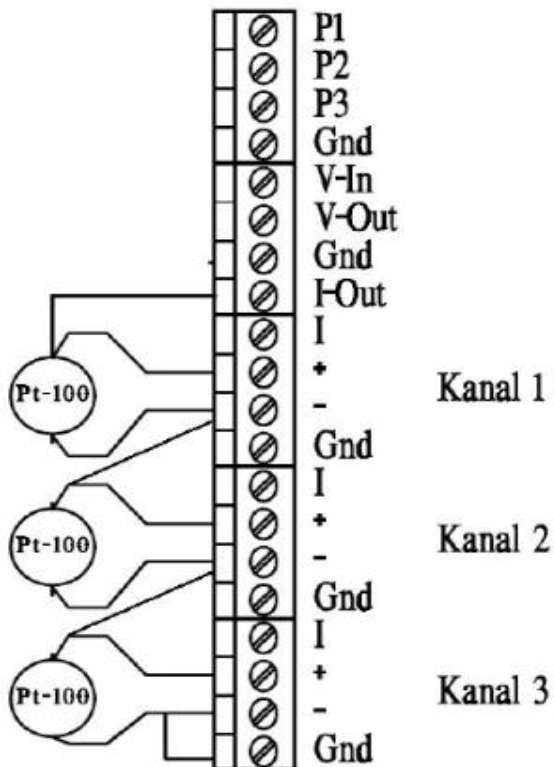 P1
P2
P3
Gnd
V-In
V-Out
Gnd
I-Out
I
+
-
Gnd
Kanal 1
Pt-100
I
+
-
Gnd
Kanal 2
Pt-100
I
+
-
Gnd
Kanal 3
Pt-100